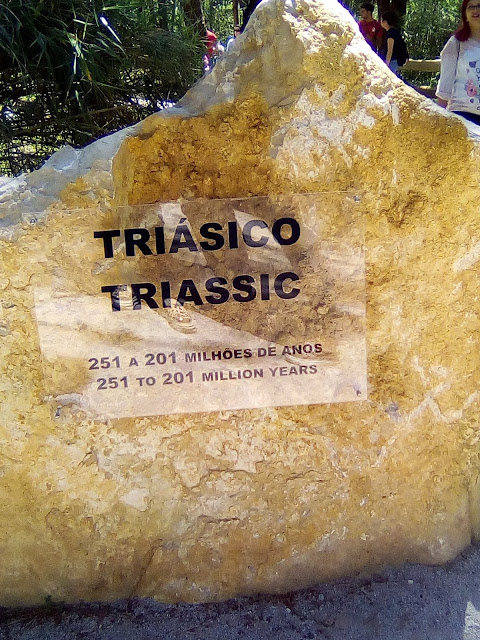 TRIÁSICO
TRIASSIC
251 A 201 MILHÕES DE ANOS
251 TO 201 MILLION YEARS